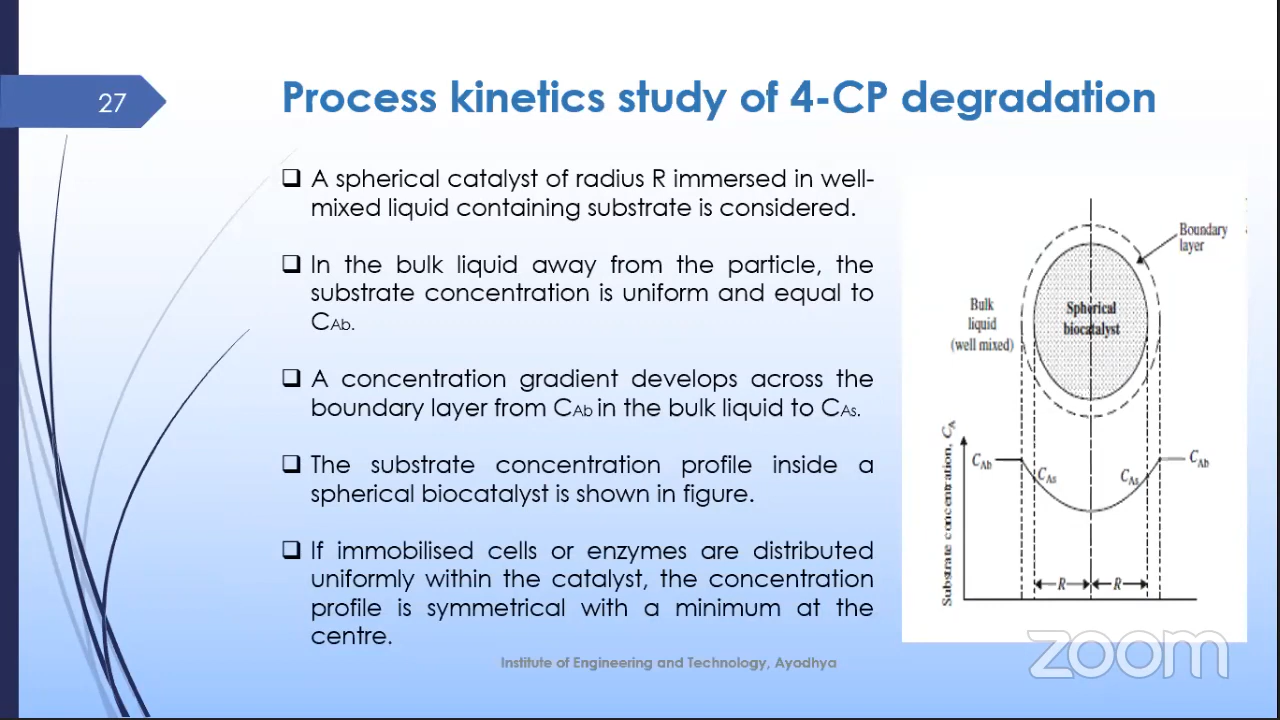 27
Process kinetics study of 4-CP degradation
❑ A spherical catalyst of radius R immersed in well-
mixed liquid containing substrate is considered.
❑ In the bulk liquid away from the particle, the
substrate concentration is uniform and equal to
CAb.
❑ A concentration gradient develops across the
boundary layer from CAb in the bulk liquid to CAs.
❑ The substrate concentration profile inside a
spherical biocatalyst is shown in figure.
❑ If immobilised cells or enzymes are distributed
uniformly within the catalyst, the concentration
profile is symmetrical with a minimum at the
centre.
Boundary
layer
Spherical
biocatalyst
Bulk
liquid
(well mixed)
Substrate concentration, CA
CAb
CAs
CAs
CAb
R
R
Institute of Engineering and Technology, Ayodhya
zoom